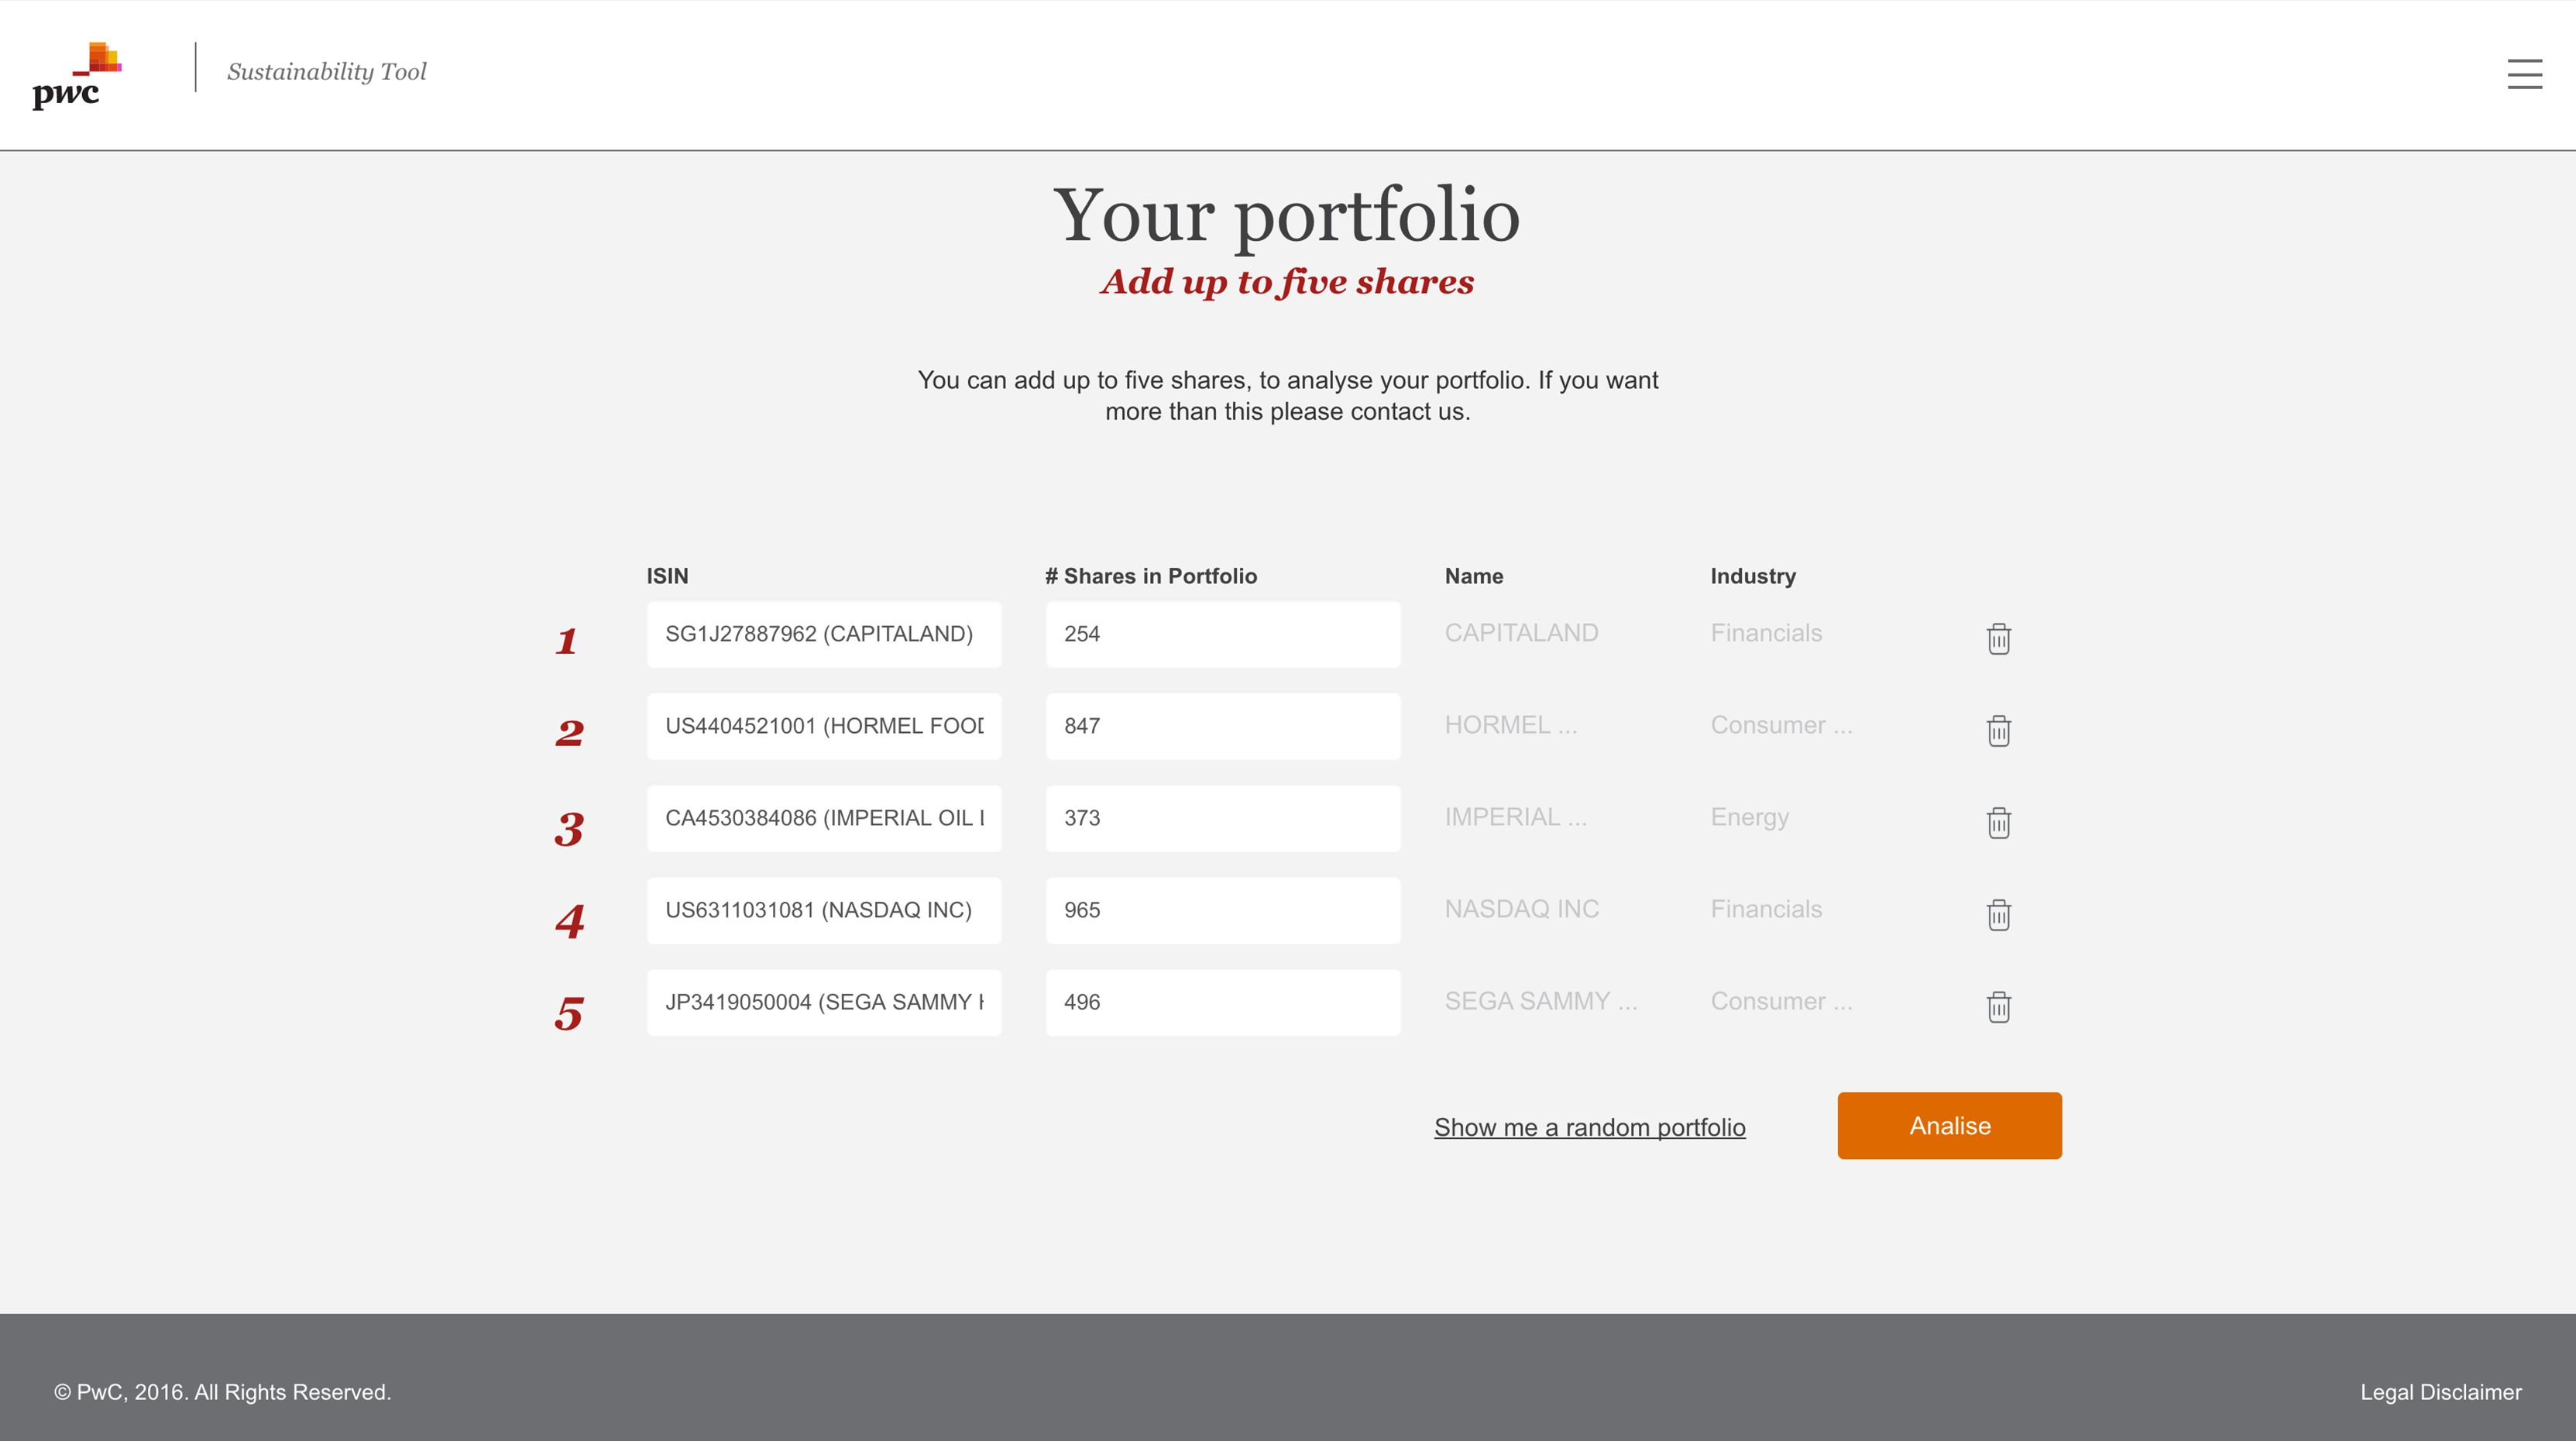 pwc
Sustainability Tool
Your portfolio
Add up to five shares
You can add up to five shares, to analyse your portfolio. If you want
more than this please contact us.
ISIN # Shares in Portfolio Name Industry
1 SG1J27887962 (CAPITALAND) 254 CAPITALAND Financials
2 US4404521001 (HORMEL FOOD 847 HORMEL ... Consumer ...
3 CA4530384086 (IMPERIAL OIL 373 IMPERIAL ... Energy
4 US6311031081 (NASDAQ INC) 965 NASDAQ INC Financials
5 JP3419050004 (SEGA SAMMY 496 SEGA SAMMY ... Consumer ...
Show me a random portfolio Analise
© PwC, 2016. All Rights Reserved. Legal Disclaimer